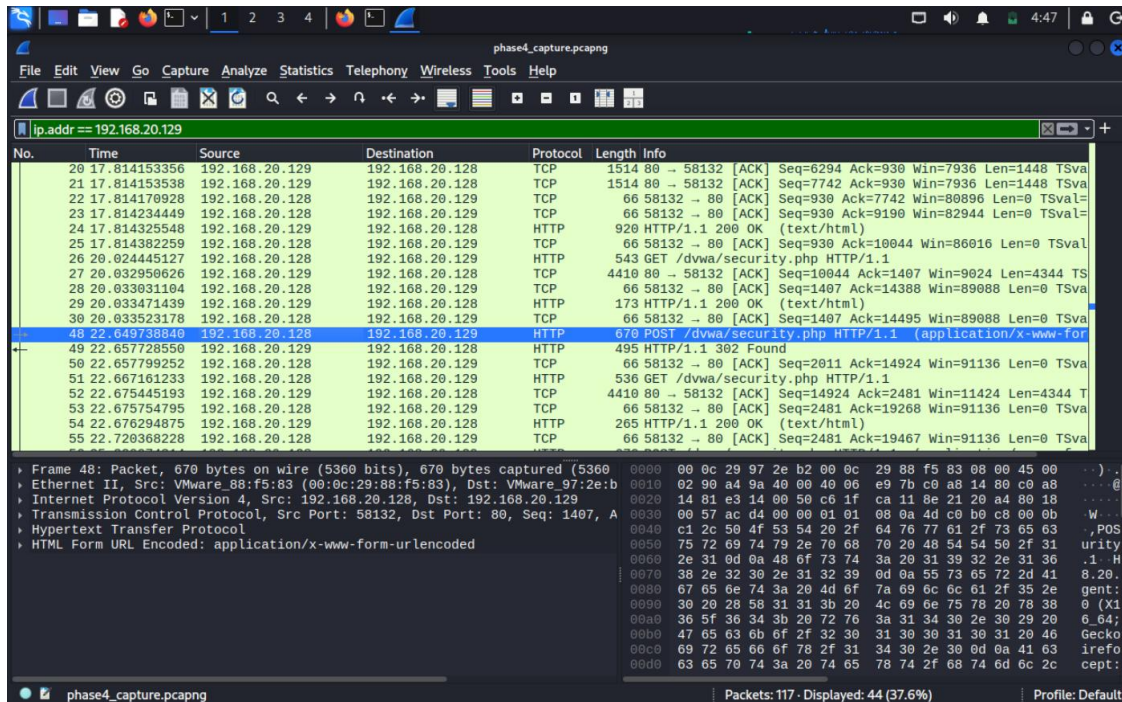 1 2 3 4 4:47
phase4_capture.pcapng
File Edit View Go Capture Analyze Statistics Telephony Wireless Tools Help
ip.addr == 192.168.20.129
No. Time Source Destination Protocol Length Info
20 17.814153356 192.168.20.129 192.168.20.128 TCP 1514 80 → 58132 [ACK] Seq=6294 Ack=930 Win=7936 Len=1448 TSva
21 17.814153538 192.168.20.129 192.168.20.128 TCP 1514 80 → 58132 [ACK] Seq=7742 Ack=930 Win=7936 Len=1448 TSva
22 17.814170928 192.168.20.128 192.168.20.129 TCP 66 58132 → 80 [ACK] Seq=930 Ack=7742 Win=80896 Len=0 TSval=
23 17.814234449 192.168.20.128 192.168.20.129 TCP 66 58132 → 80 [ACK] Seq=930 Ack=9190 Win=82944 Len=0 TSval=
24 17.814325548 192.168.20.129 192.168.20.128 HTTP 920 HTTP/1.1 200 OK (text/html)
25 17.814382259 192.168.20.128 192.168.20.129 TCP 66 58132 → 80 [ACK] Seq=930 Ack=10044 Win=86016 Len=0 TSval
26 20.024445127 192.168.20.128 192.168.20.129 HTTP 543 GET /dvwa/security.php HTTP/1.1
27 20.032950626 192.168.20.129 192.168.20.128 TCP 4410 80 → 58132 [ACK] Seq=10044 Ack=1407 Win=9024 Len=4344 TS
28 20.033031104 192.168.20.128 192.168.20.129 TCP 66 58132 → 80 [ACK] Seq=1407 Ack=14388 Win=89088 Len=0 TSva
29 20.033471439 192.168.20.129 192.168.20.128 HTTP 173 HTTP/1.1 200 OK (text/html)
30 20.033523178 192.168.20.128 192.168.20.129 TCP 66 58132 → 80 [ACK] Seq=1407 Ack=14495 Win=89088 Len=0 TSva
48 22.649738840 192.168.20.128 192.168.20.129 HTTP 670 POST /dvwa/security.php HTTP/1.1 (application/x-www-for
49 22.657728550 192.168.20.129 192.168.20.128 HTTP 495 HTTP/1.1 302 Found
50 22.657799252 192.168.20.128 192.168.20.129 TCP 66 58132 → 80 [ACK] Seq=2011 Ack=14924 Win=91136 Len=0 TSva
51 22.667161233 192.168.20.128 192.168.20.129 HTTP 536 GET /dvwa/security.php HTTP/1.1
52 22.675445193 192.168.20.129 192.168.20.128 TCP 4410 80 → 58132 [ACK] Seq=14924 Ack=2481 Win=11424 Len=4344 T
53 22.675754795 192.168.20.128 192.168.20.129 TCP 66 58132 → 80 [ACK] Seq=2481 Ack=19268 Win=91136 Len=0 TSva
54 22.676294875 192.168.20.129 192.168.20.128 HTTP 265 HTTP/1.1 200 OK (text/html)
55 22.720368228 192.168.20.128 192.168.20.129 TCP 66 58132 → 80 [ACK] Seq=2481 Ack=19467 Win=91136 Len=0 TSva
Frame 48: Packet, 670 bytes on wire (5360 bits), 670 bytes captured (5360
Ethernet II, Src: VMware_88:f5:83 (00:0c:29:88:f5:83), Dst: VMware_97:2e:b
Internet Protocol Version 4, Src: 192.168.20.128, Dst: 192.168.20.129
Transmission Control Protocol, Src Port: 58132, Dst Port: 80, Seq: 1407, A
Hypertext Transfer Protocol
HTML Form URL Encoded: application/x-www-form-urlencoded
0000 00 0c 29 97 2e b2 00 0c 29 88 f5 83 08 00 45 00 ··)·.
0010 02 90 a4 9a 40 00 40 06 e9 7b c0 a8 14 80 c0 a8 ····@
0020 14 81 e3 14 00 50 c6 1f ca 11 8e 21 20 a4 80 18 ·····
0030 00 57 ac d4 00 00 01 01 08 0a 4d c0 b0 c8 00 0b ·W···
0040 c1 2c 50 4f 53 54 20 2f 64 76 77 61 2f 73 65 63 ·,POS
0050 75 72 69 74 79 2e 70 68 70 20 48 54 54 50 2f 31 urity
0060 2e 31 0d 0a 48 6f 73 74 3a 20 31 39 32 2e 31 36 .1··H
0070 38 2e 32 30 2e 31 32 39 0d 0a 55 73 65 72 2d 41 8.20.
0080 67 65 6e 74 3a 20 4d 6f 7a 69 6c 6c 61 2f 35 2e gent:
0090 30 20 28 58 31 31 3b 20 4c 69 6e 75 78 20 78 38 0 (X1
00a0 36 5f 36 34 3b 20 72 76 3a 31 34 30 2e 30 29 20 6_64;
00b0 47 65 63 6b 6f 2f 32 30 31 30 30 31 30 31 20 46 Gecko
00c0 69 72 65 66 6f 78 2f 31 34 30 2e 30 0d 0a 41 63 irefo
00d0 63 65 70 74 3a 20 74 65 78 74 2f 68 74 6d 6c 2c cept:
phase4_capture.pcapng Packets: 117 · Displayed: 44 (37.6%) Profile: Default